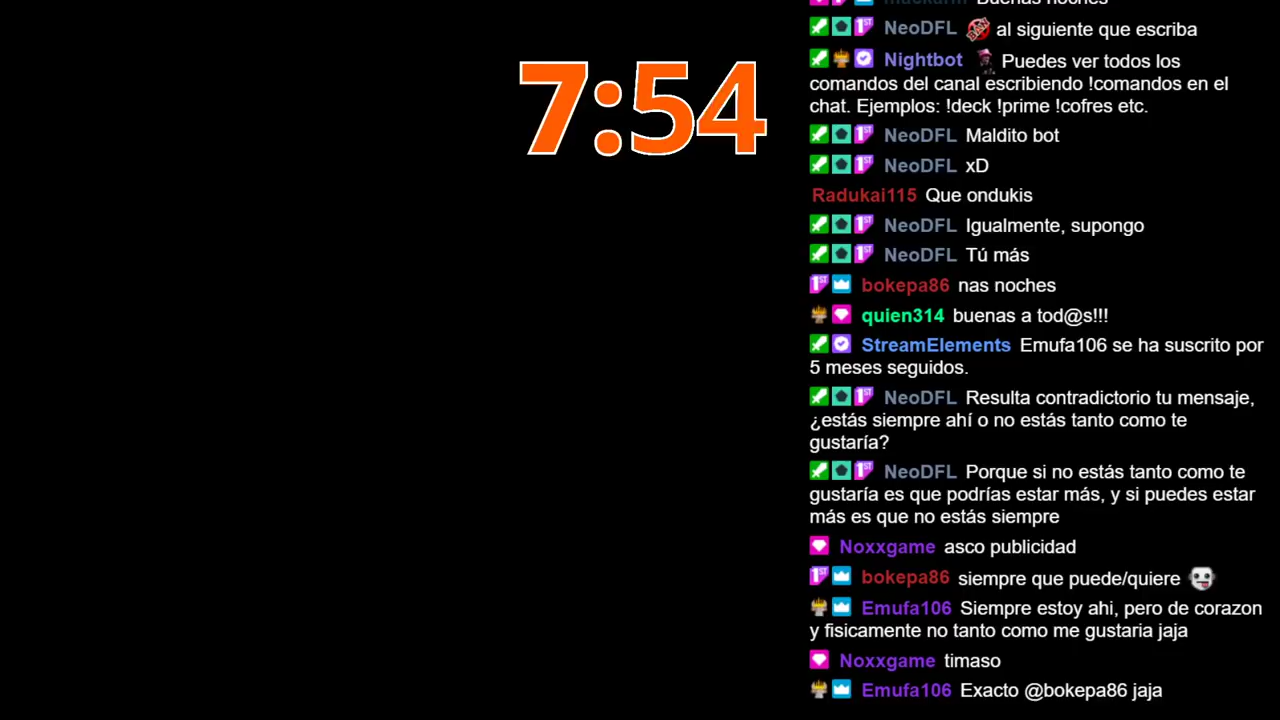 Buenas noches
NeoDFL al siguiente que escriba
7:54
Nightbot Puedes ver todos los
comandos del canal escribiendo !comandos en el
chat. Ejemplos: !deck !prime !cofres etc.
NeoDFL Maldito bot
NeoDFL xD
Radukai115 Que ondukis
NeoDFL Igualmente, supongo
NeoDFL Tú más
bokepa86 nas noches
quien314 buenas a tod@s!!!
StreamElements Emufa106 se ha suscrito por
5 meses seguidos.
NeoDFL Resulta contradictorio tu mensaje,
¿estás siempre ahí o no estás tanto como te
gustaría?
NeoDFL Porque si no estás tanto como te
gustaría es que podrías estar más, y si puedes estar
más es que no estás siempre
Noxxgame asco publicidad
bokepa86 siempre que puede/quiere
Emufa106 Siempre estoy ahi, pero de corazon
y fisicamente no tanto como me gustaria jaja
Noxxgame timaso
Emufa106 Exacto @bokepa86 jaja